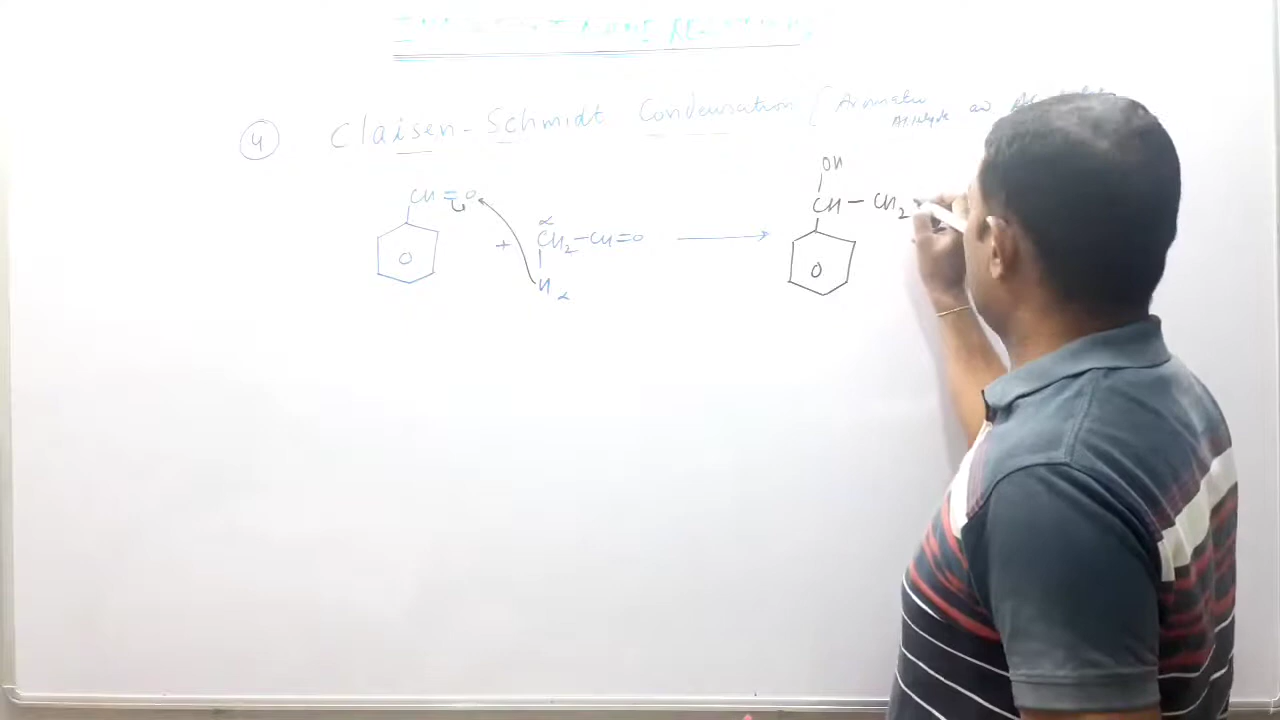 ④ Claisen-Schmidt Condensation [ Aromatic
Aldehyde
OH
CH=O
CH – CH2
α
+ CH2–CH=O
H α